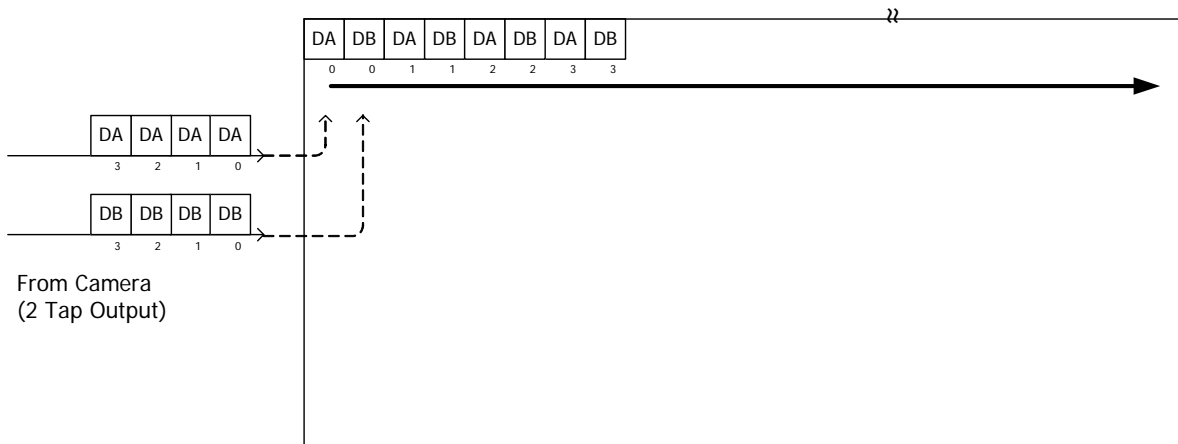 DA DB DA DB DA DB DA DB
0 0 1 1 2 2 3 3
DA DA DA DA
3 2 1 0
DB DB DB DB
3 2 1 0
From Camera
(2 Tap Output)